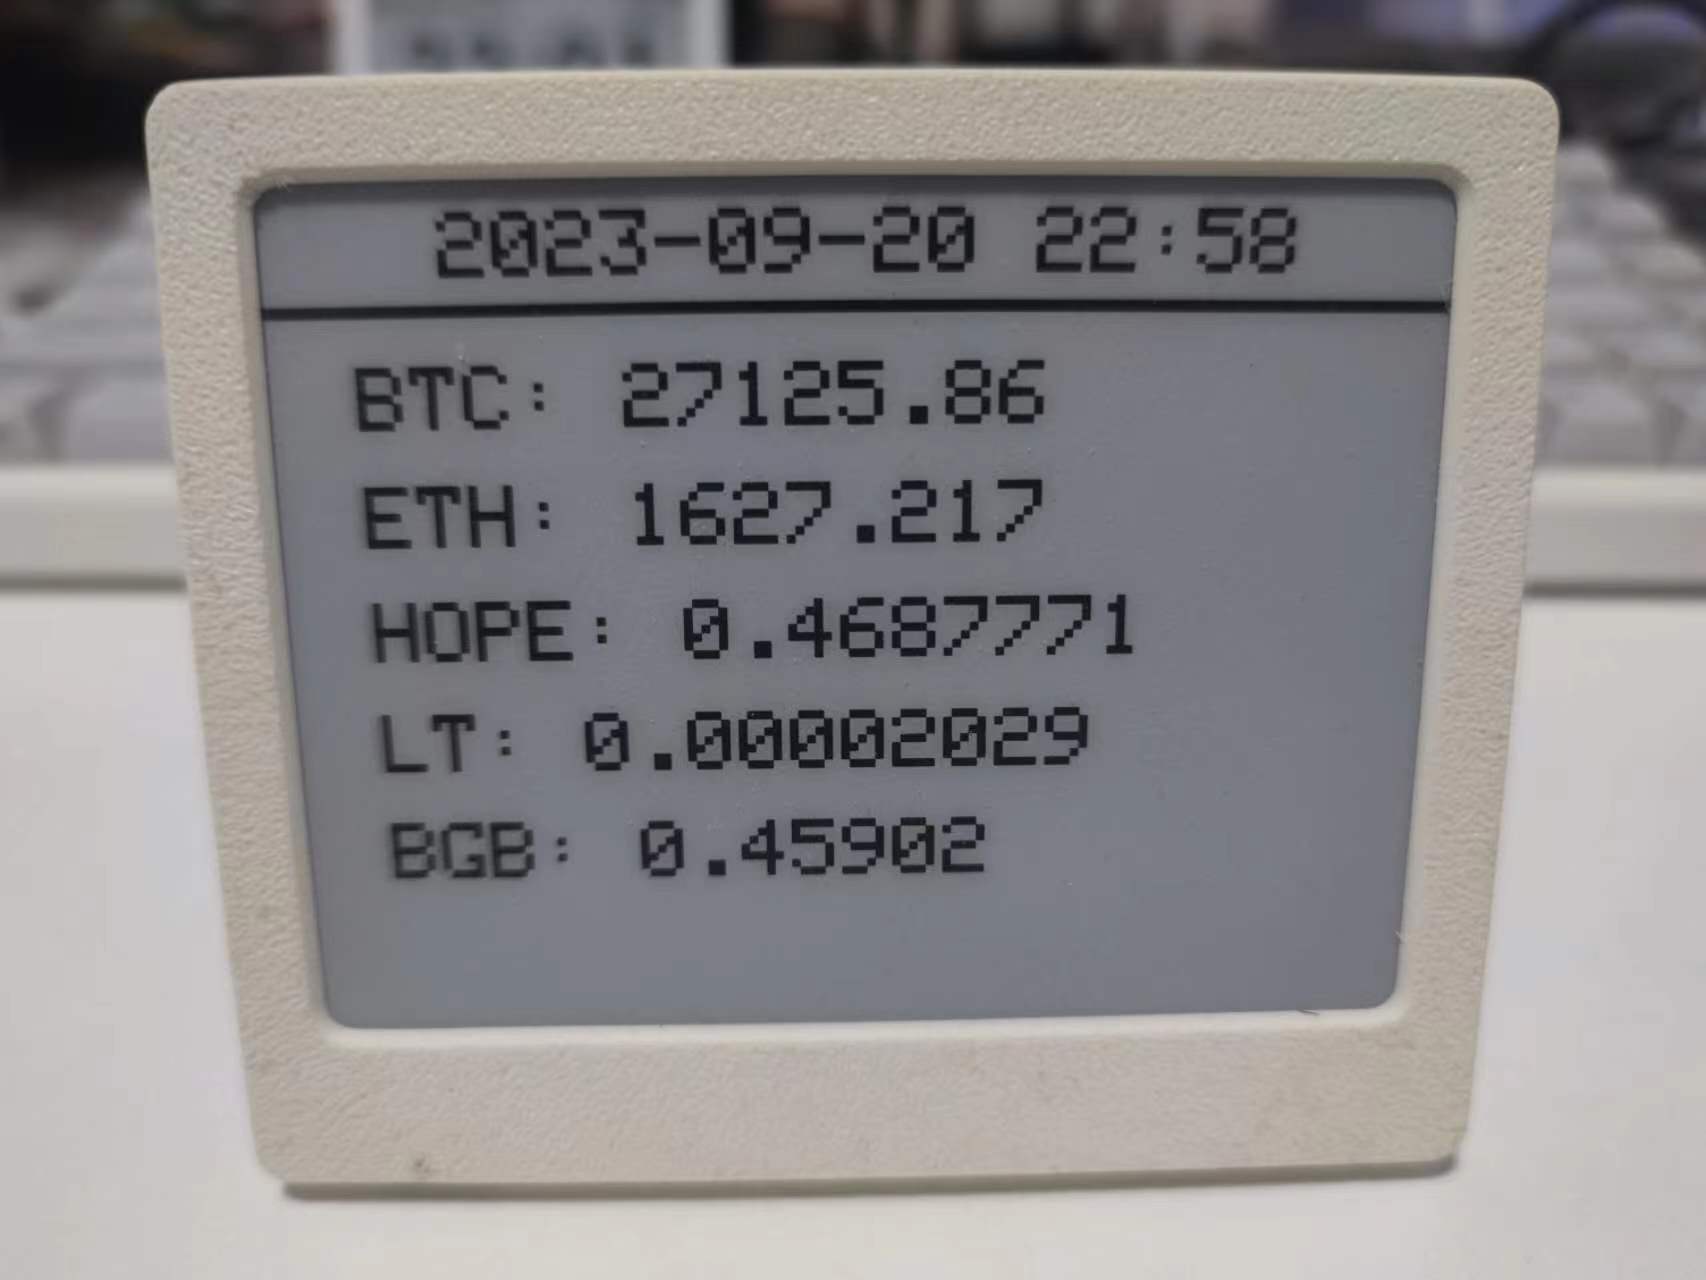 2023-09-20 22:58
BTC: 27125.86
ETH: 1627.217
HOPE: 0.4687771
LT: 0.00002029
BGB: 0.45902